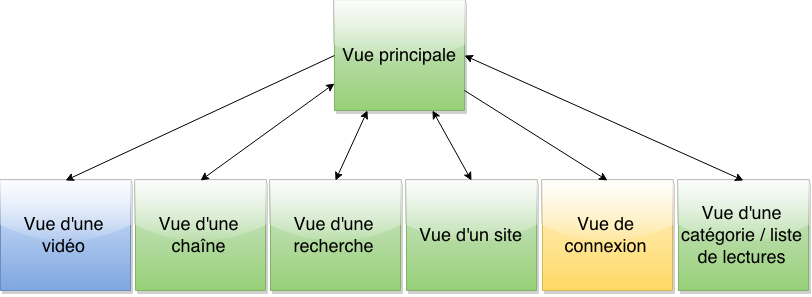 Vue principale
Vue d'une
vidéo
Vue d'une
chaîne
Vue d'une
recherche
Vue d'un site
Vue de
connexion
Vue d'une
catégorie / liste
de lectures